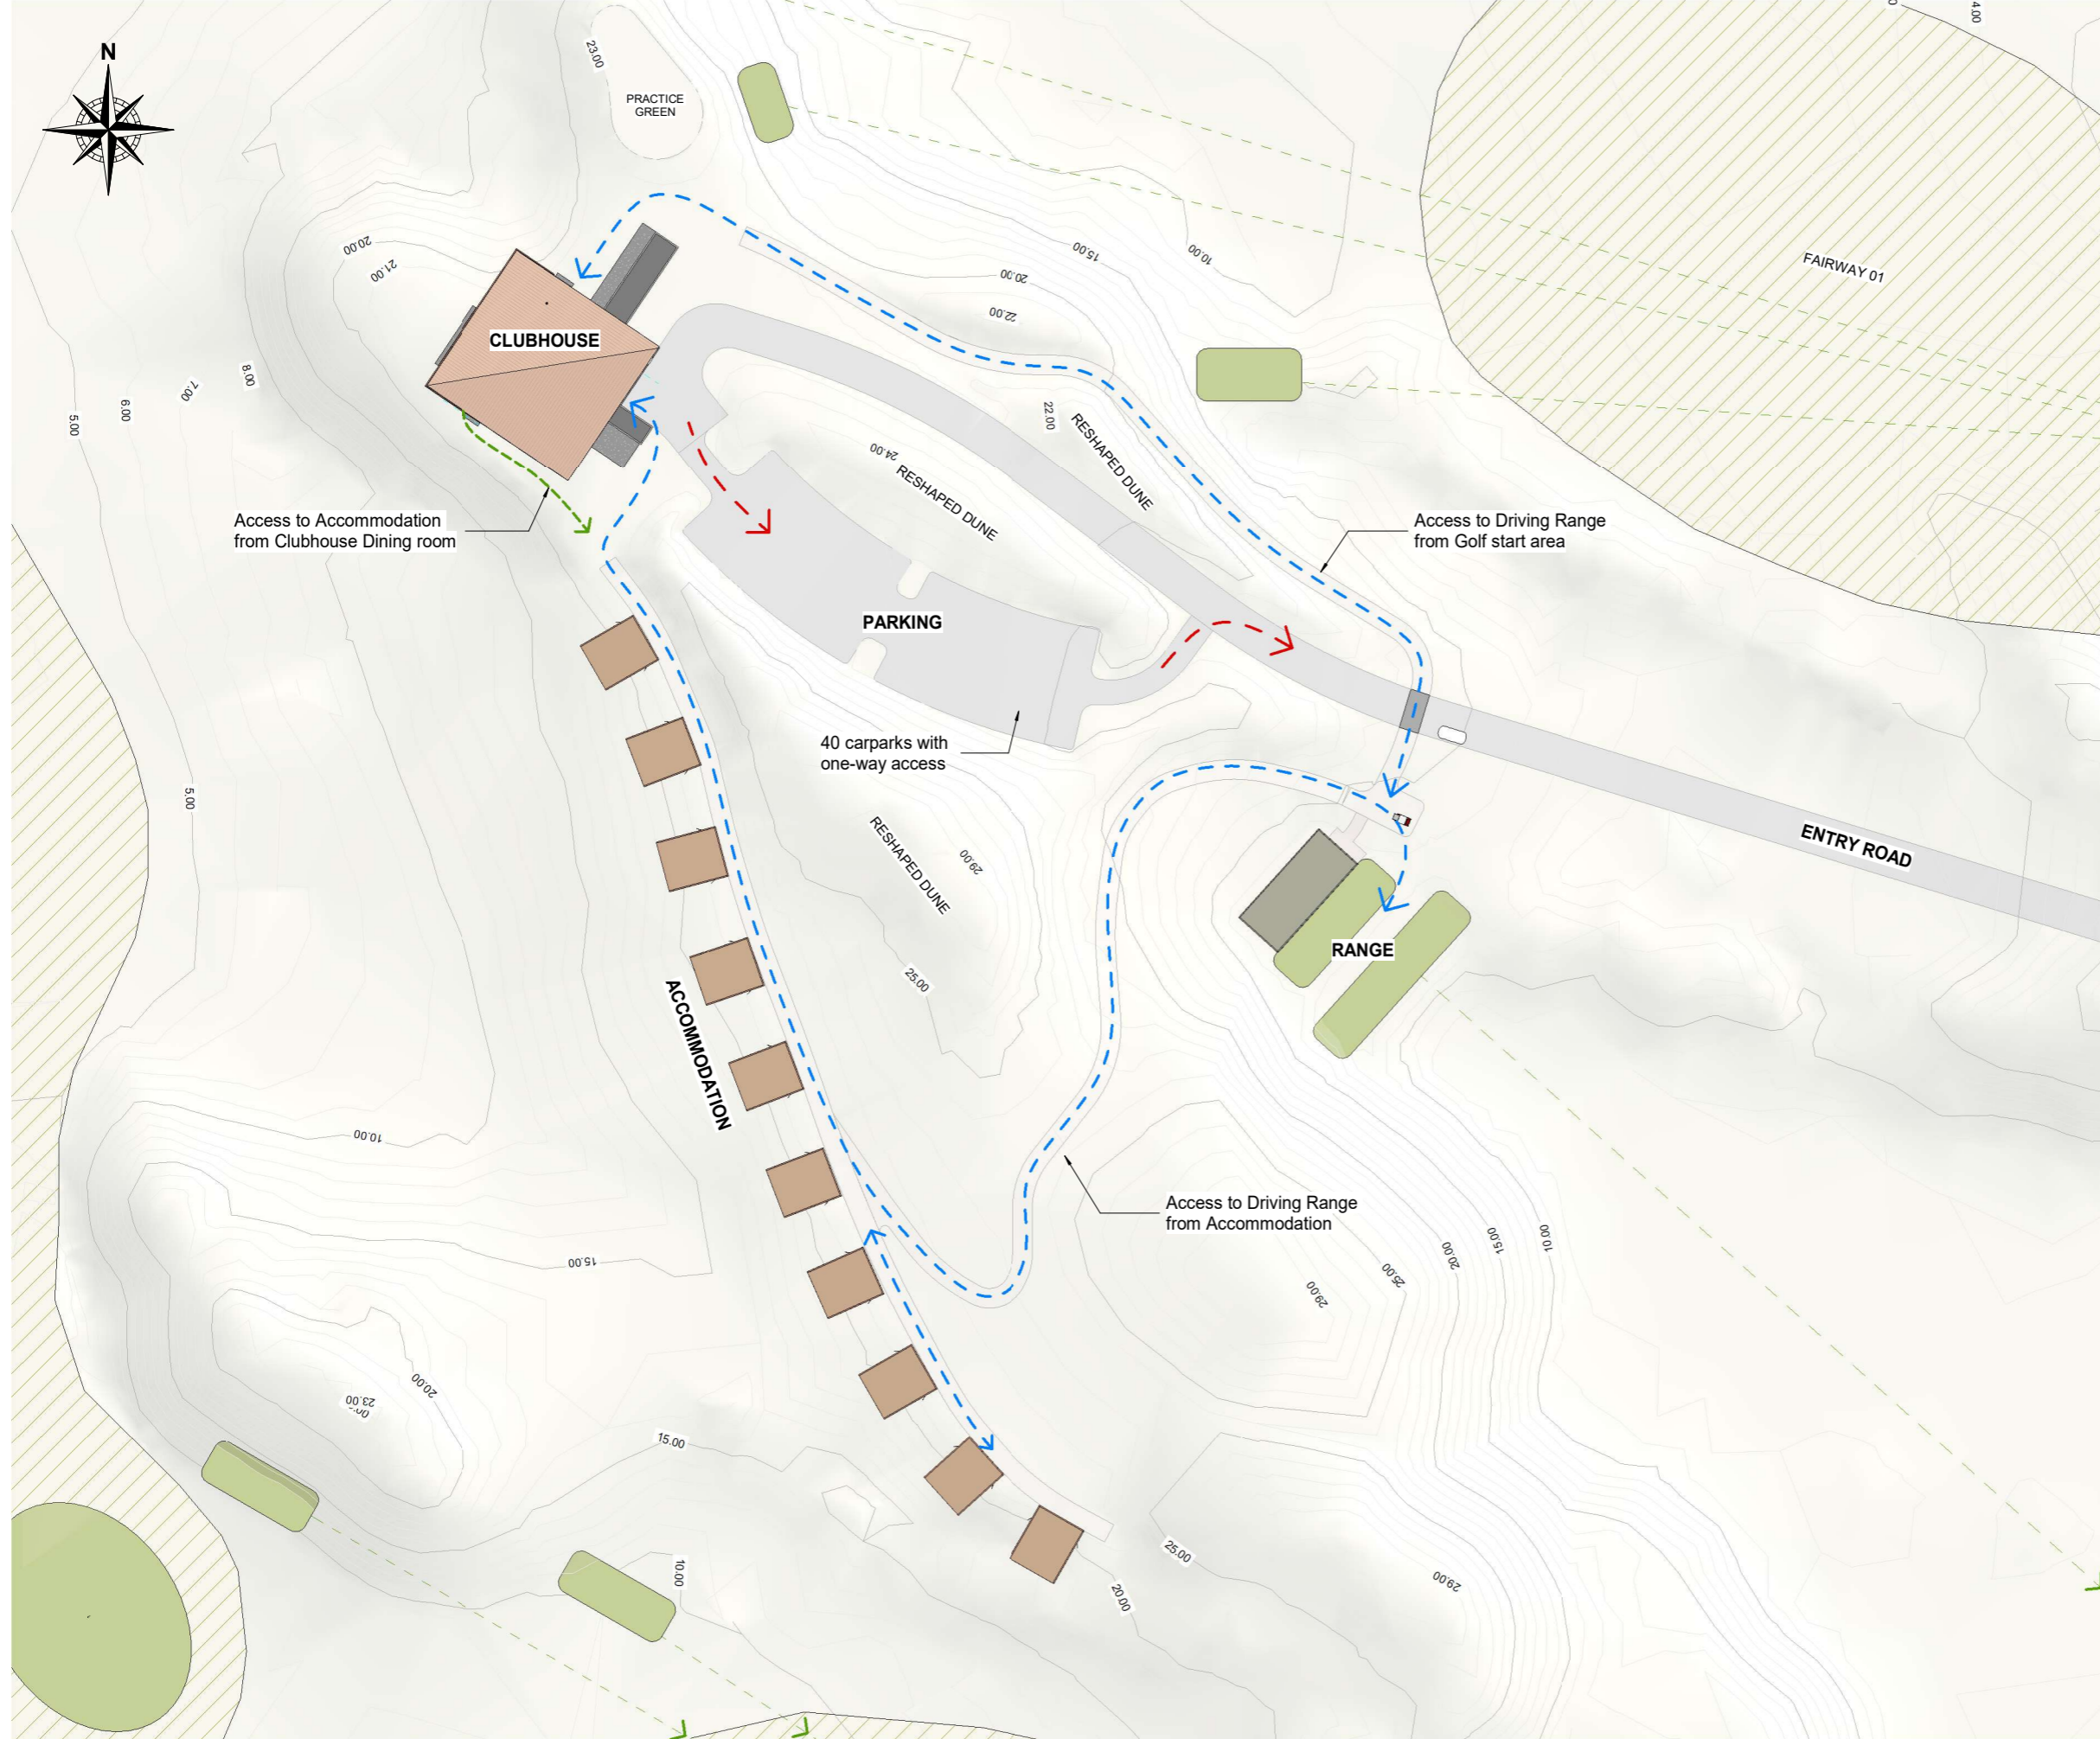 4.00
N
23.00
PRACTICE
GREEN
20.00
21.00
15.00
10.00
20.00
22.00
FAIRWAY 01
CLUBHOUSE
8.00
7.00
6.00
5.00
22.00
RESHAPED DUNE
24.00
RESHAPED DUNE
Access to Accommodation
from Clubhouse Dining room
Access to Driving Range
from Golf start area
PARKING
40 carparks with
one-way access
5.00
RESHAPED DUNE
29.00
ENTRY ROAD
RANGE
25.00
ACCOMMODATION
10.00
Access to Driving Range
from Accommodation
15.00
29.00
25.00
20.00
15.00
10.00
20.00
23.00
15.00
10.00
25.00
20.00
29.00